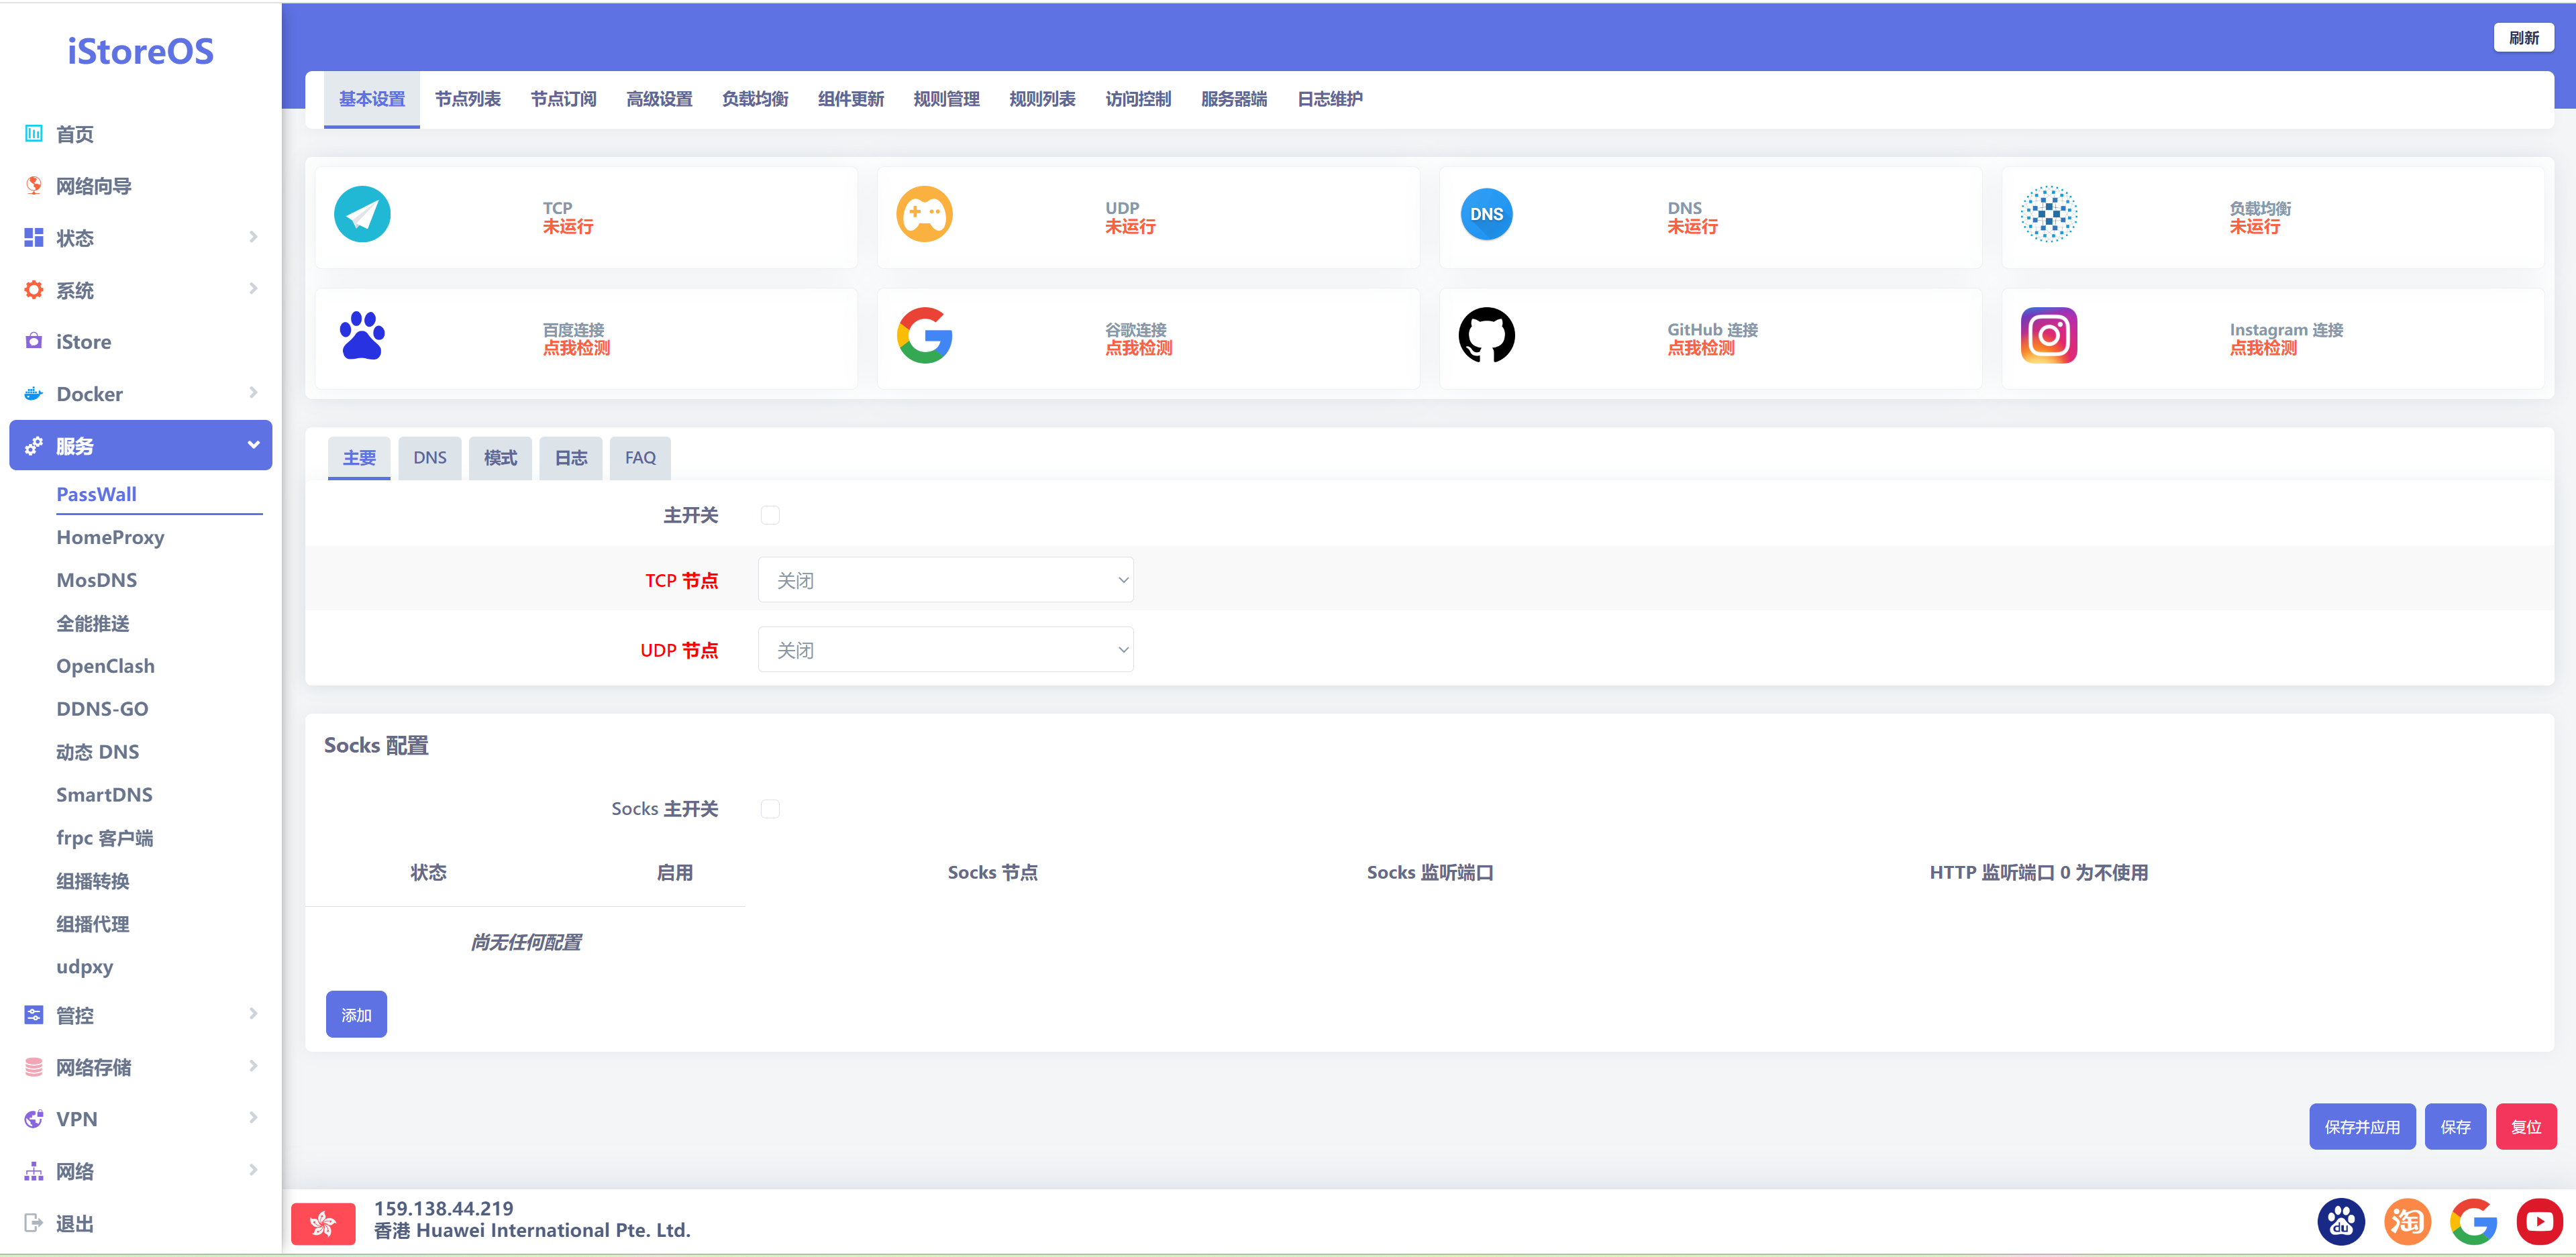 iStoreOS
首页
网络向导
状态
系统
iStore
Docker
服务
PassWall
HomeProxy
MosDNS
全能推送
OpenClash
DDNS-GO
动态 DNS
SmartDNS
frpc 客户端
组播转换
组播代理
udpxy
管控
网络存储
VPN
网络
退出
刷新
基本设置 节点列表 节点订阅 高级设置 负载均衡 组件更新 规则管理 规则列表 访问控制 服务器端 日志维护
TCP
未运行
UDP
未运行
DNS
DNS
未运行
负载均衡
未运行
百度连接
点我检测
谷歌连接
点我检测
GitHub 连接
点我检测
Instagram 连接
点我检测
主要 DNS 模式 日志 FAQ
主开关
TCP 节点 关闭
UDP 节点 关闭
Socks 配置
Socks 主开关
状态 启用 Socks 节点 Socks 监听端口 HTTP 监听端口 0 为不使用
尚无任何配置
添加
保存并应用 保存 复位
159.138.44.219
香港 Huawei International Pte. Ltd.
du 淘